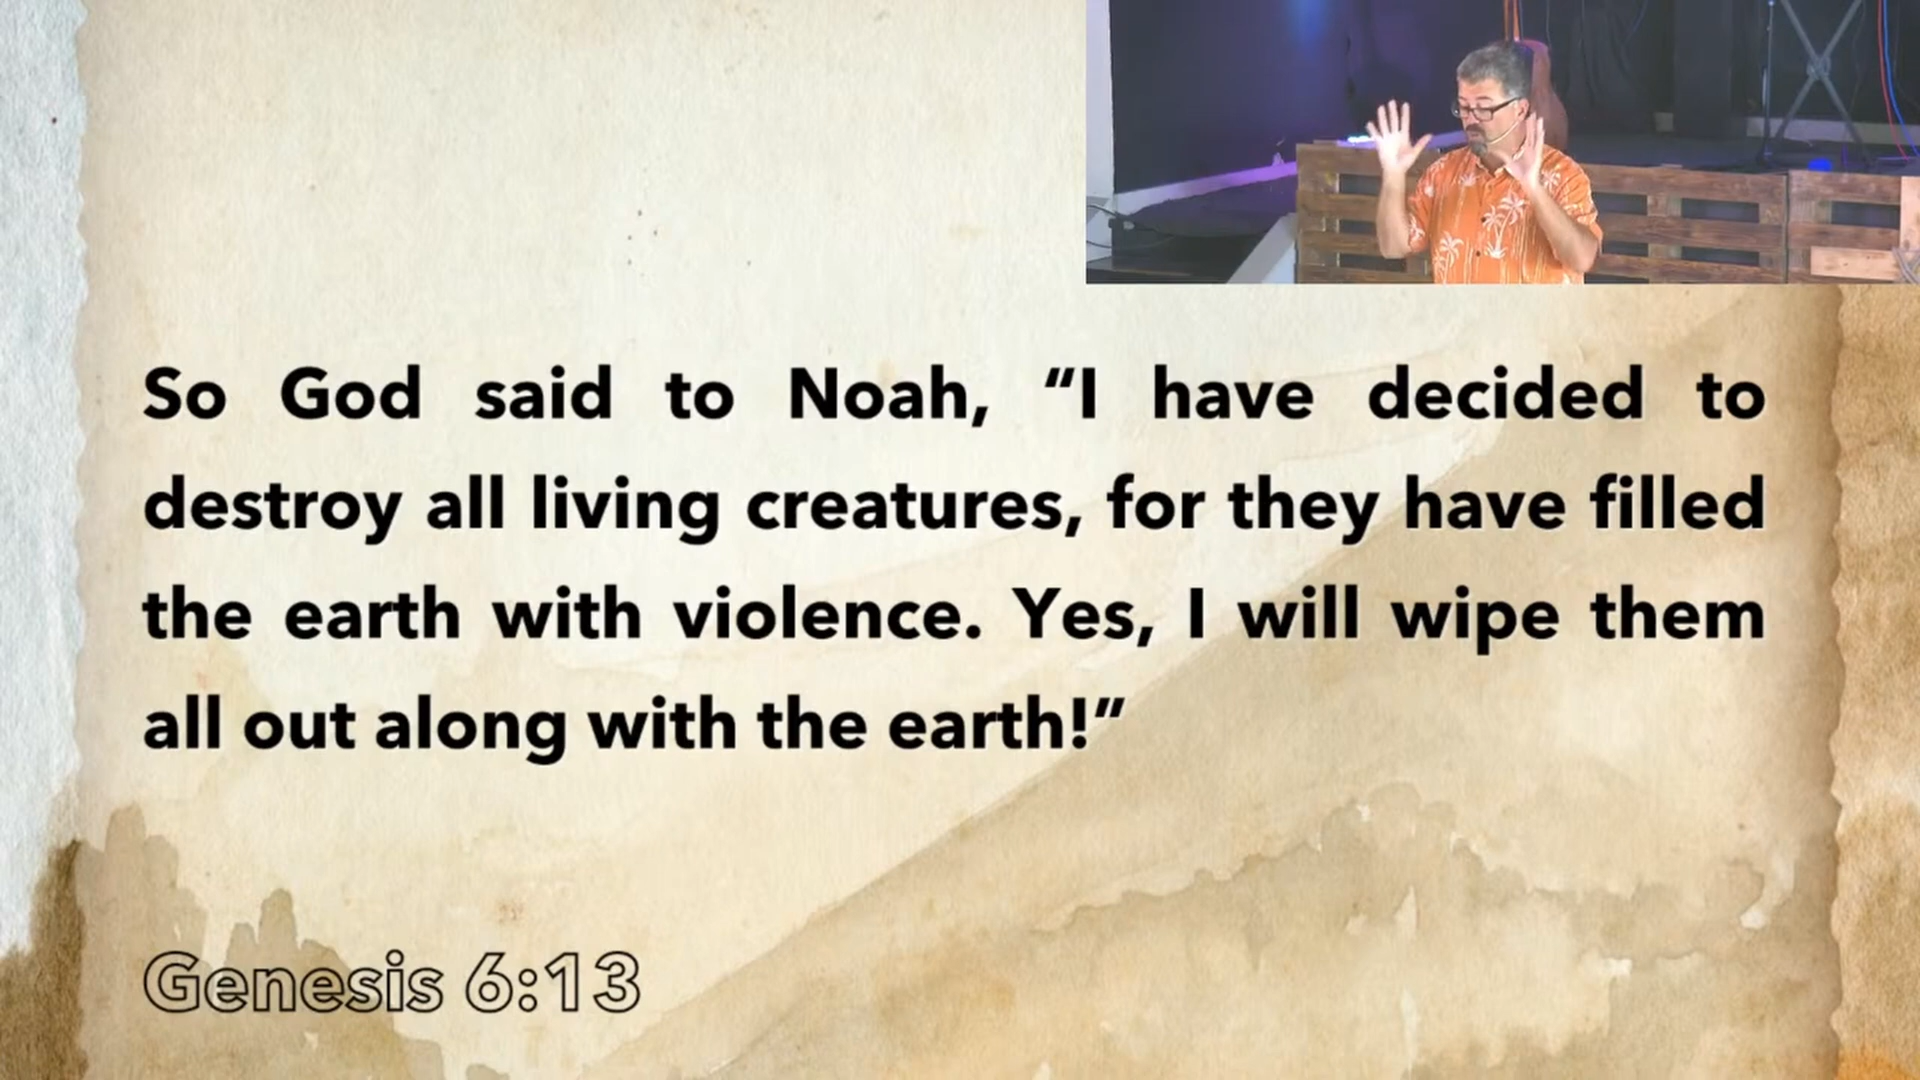 So God said to Noah, “I have decided to
destroy all living creatures, for they have filled
the earth with violence. Yes, I will wipe them
all out along with the earth!”
Genesis 6:13